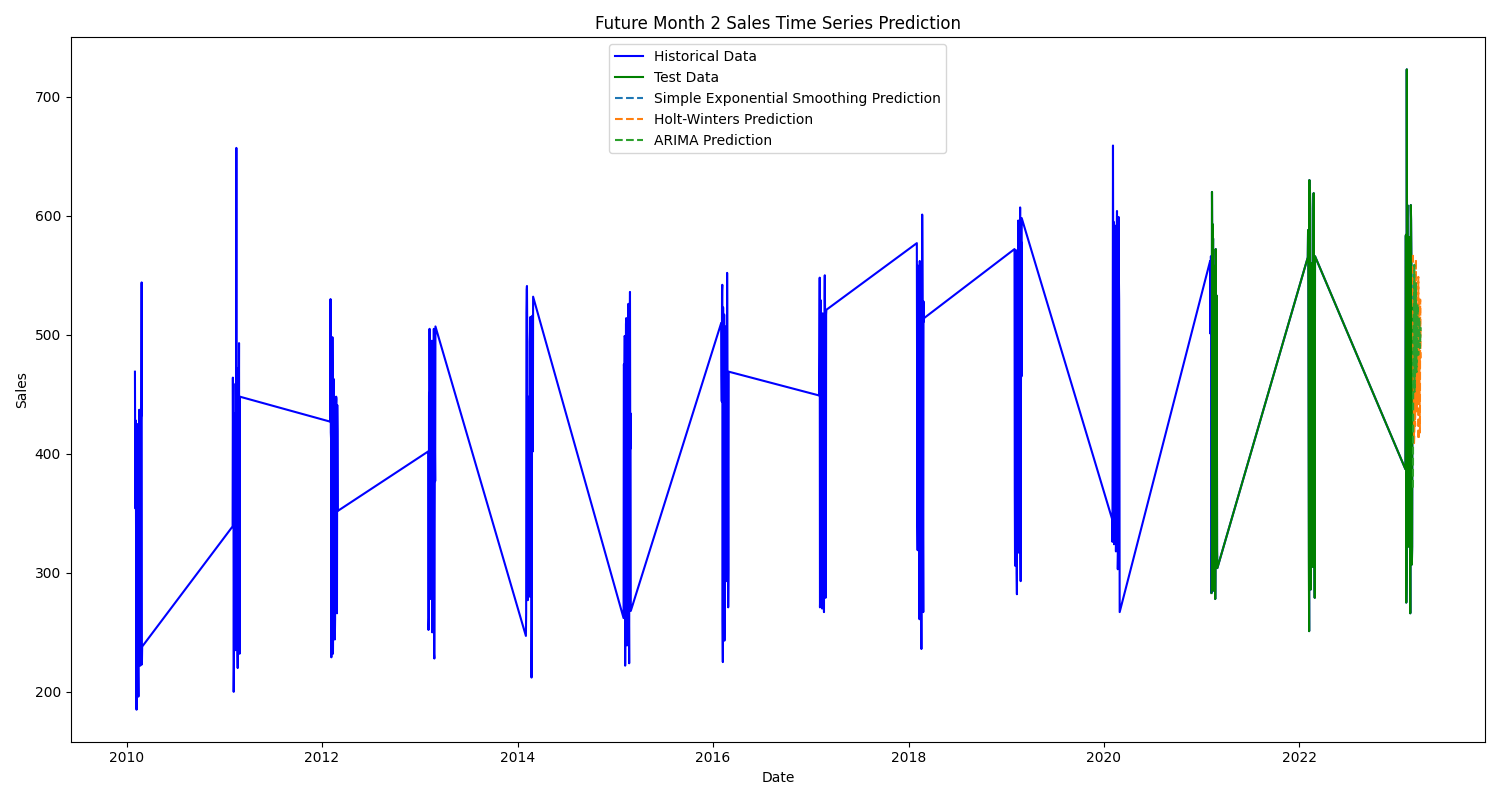 Future Month 2 Sales Time Series Prediction
Historical Data
Test Data
Simple Exponential Smoothing Prediction
Holt-Winters Prediction
ARIMA Prediction
700
600
500
400
300
200
Sales
2010
2012
2014
2016
2018
2020
2022
Date